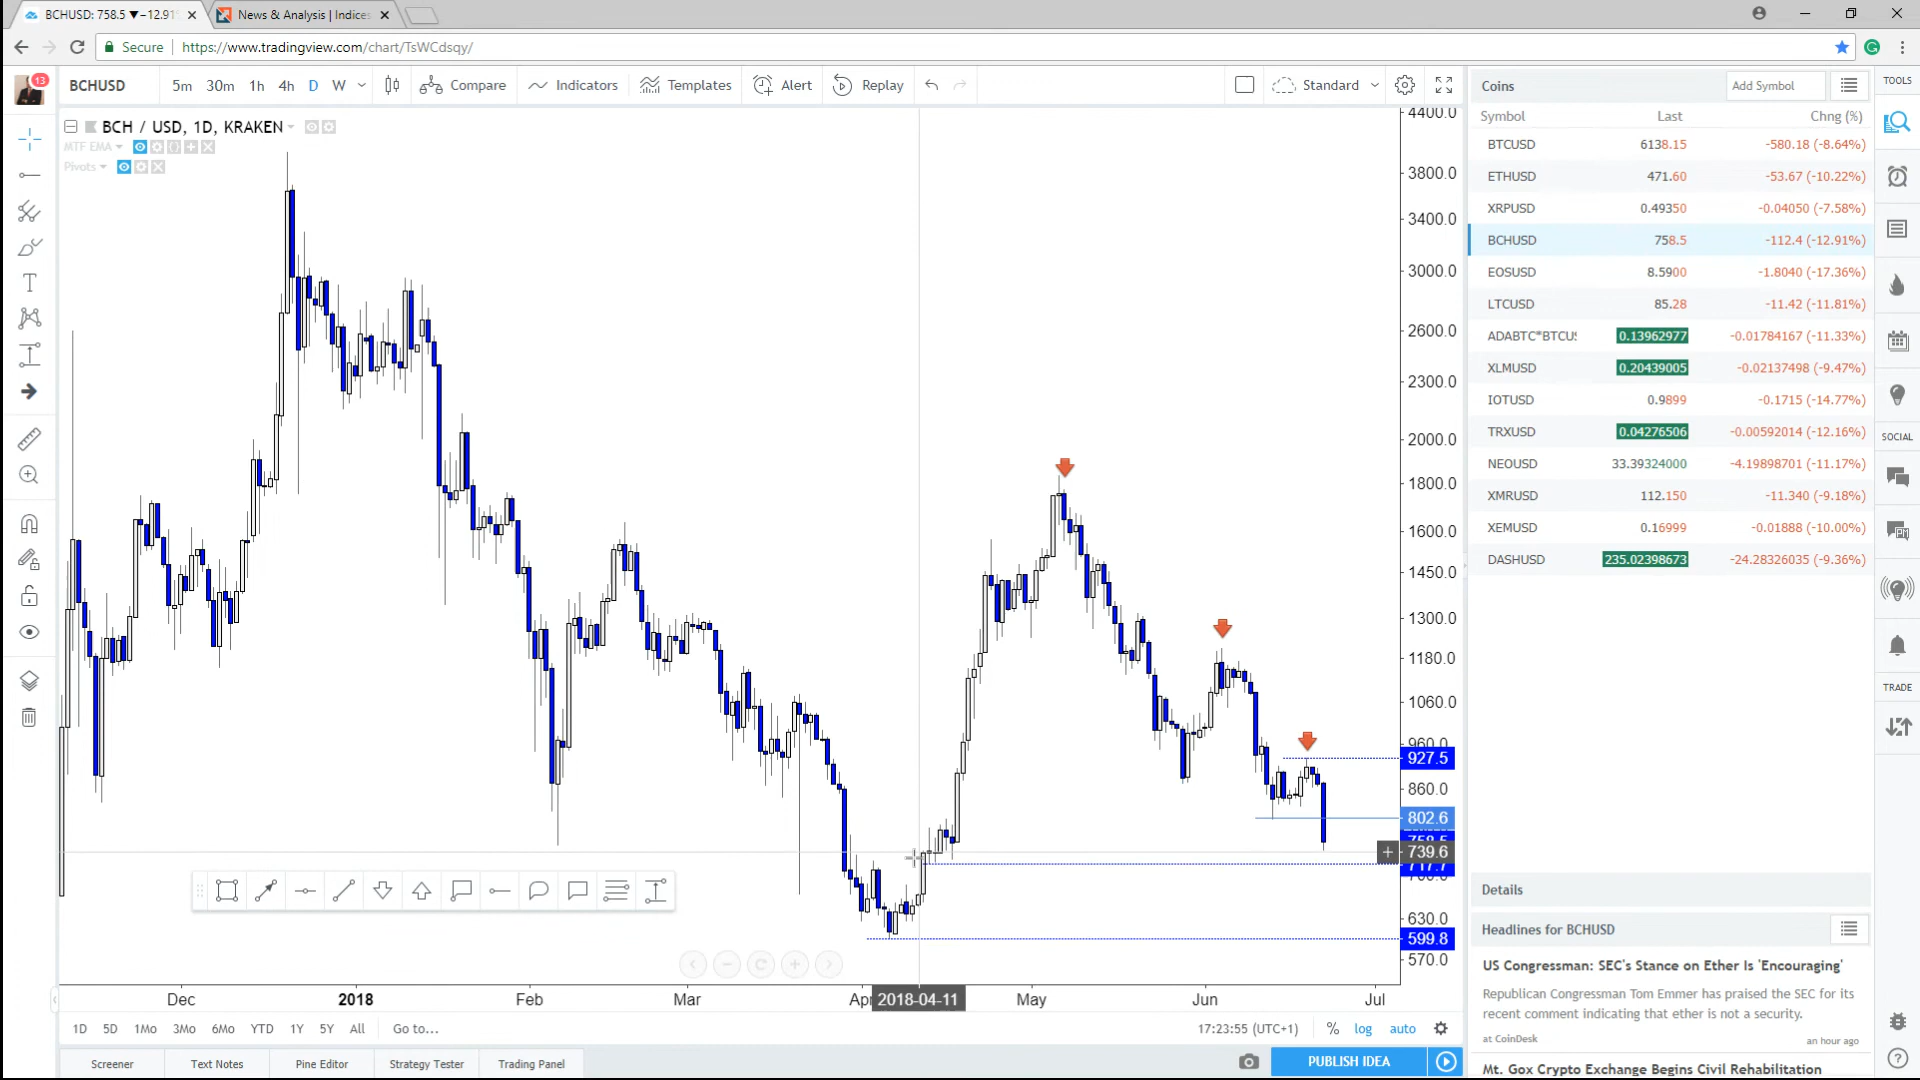 BCHUSD: 758.5 ▼−12.91%
News & Analysis | Indices
Secure
https://www.tradingview.com/chart/TsWCdsqy/
13
BCHUSD
5m 30m 1h 4h D W
Compare
Indicators
Templates
Alert
Replay
Standard
Coins
Add Symbol
TOOLS
Symbol Last Chng (%)
BCH / USD, 1D, KRAKEN
MTF EMA
Pivots
BTCUSD 6138.15 -580.18 (-8.64%)
ETHUSD 471.60 -53.67 (-10.22%)
XRPUSD 0.49350 -0.04050 (-7.58%)
BCHUSD 758.5 -112.4 (-12.91%)
EOSUSD 8.5900 -1.8040 (-17.36%)
LTCUSD 85.28 -11.42 (-11.81%)
ADABTC*BTCUS 0.13962977 -0.01784167 (-11.33%)
XLMUSD 0.20439005 -0.02137498 (-9.47%)
IOTUSD 0.9899 -0.1715 (-14.77%)
TRXUSD 0.04276506 -0.00592014 (-12.16%)
NEOUSD 33.39324000 -4.19898701 (-11.17%)
XMRUSD 112.150 -11.340 (-9.18%)
XEMUSD 0.16999 -0.01888 (-10.00%)
DASHUSD 235.02398673 -24.28326035 (-9.36%)
SOCIAL
TRADE
4400.0
3800.0
3400.0
3000.0
2600.0
2300.0
2000.0
1800.0
1600.0
1450.0
1300.0
1180.0
1060.0
960.0
927.5
860.0
802.6
758.5
739.6
717.7
700.0
630.0
599.8
570.0
Dec 2018 Feb Mar Apr 2018-04-11 May Jun Jul
1D 5D 1Mo 3Mo 6Mo YTD 1Y 5Y All Go to...
17:23:55 (UTC+1) % log auto
Screener
Text Notes
Pine Editor
Strategy Tester
Trading Panel
PUBLISH IDEA
Details
Headlines for BCHUSD
US Congressman: SEC's Stance on Ether Is 'Encouraging'
Republican Congressman Tom Emmer has praised the SEC for its
recent comment indicating that ether is not a security.
at CoinDesk
an hour ago
Mt. Gox Crypto Exchange Begins Civil Rehabilitation